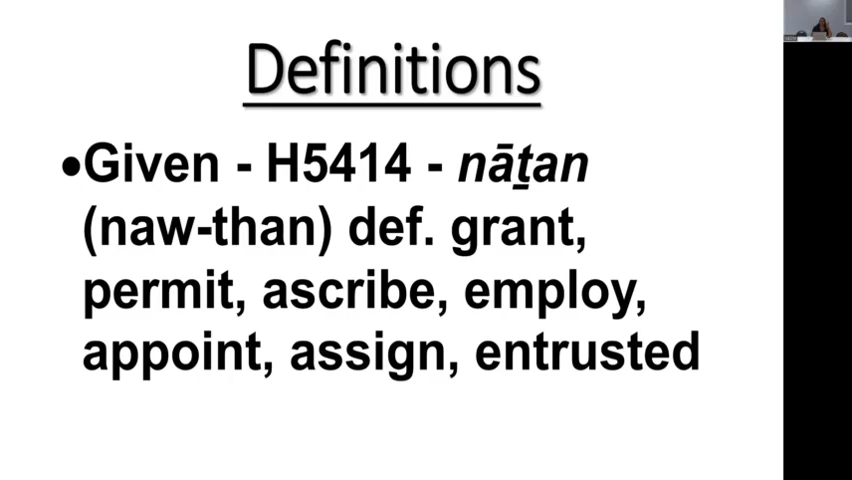 Definitions
•Given - H5414 - nāṯan
(naw-than) def. grant,
permit, ascribe, employ,
appoint, assign, entrusted